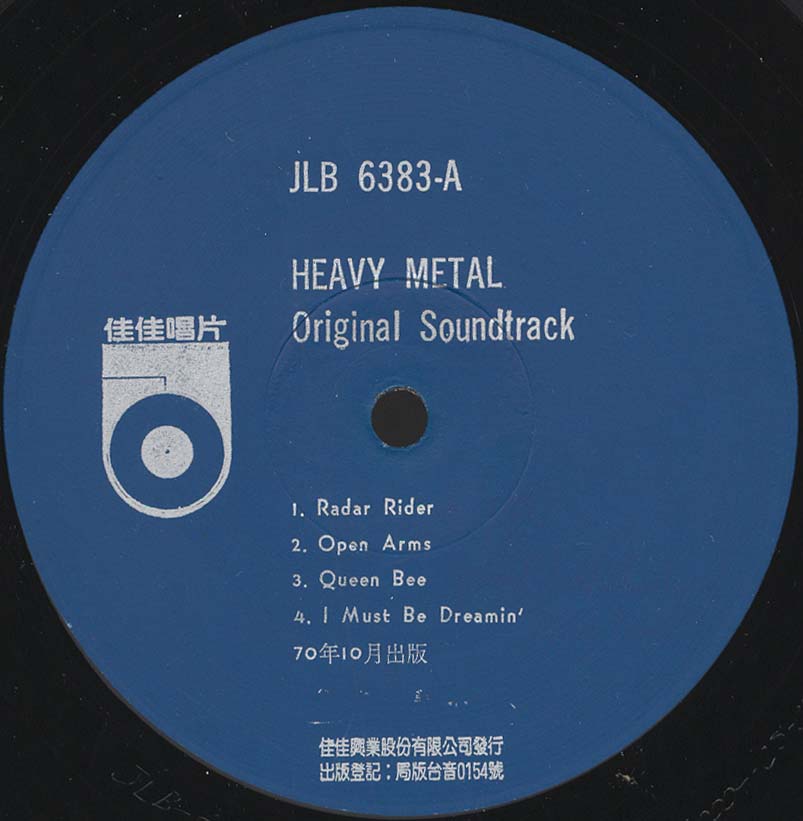 JLB 6383-A
HEAVY METAL
Original Soundtrack
佳佳唱片
1. Radar Rider
2. Open Arms
3. Queen Bee
4. I Must Be Dreamin'
70年10月出版
佳佳興業股份有限公司發行
出版登記：局版台音0154號
JLB-